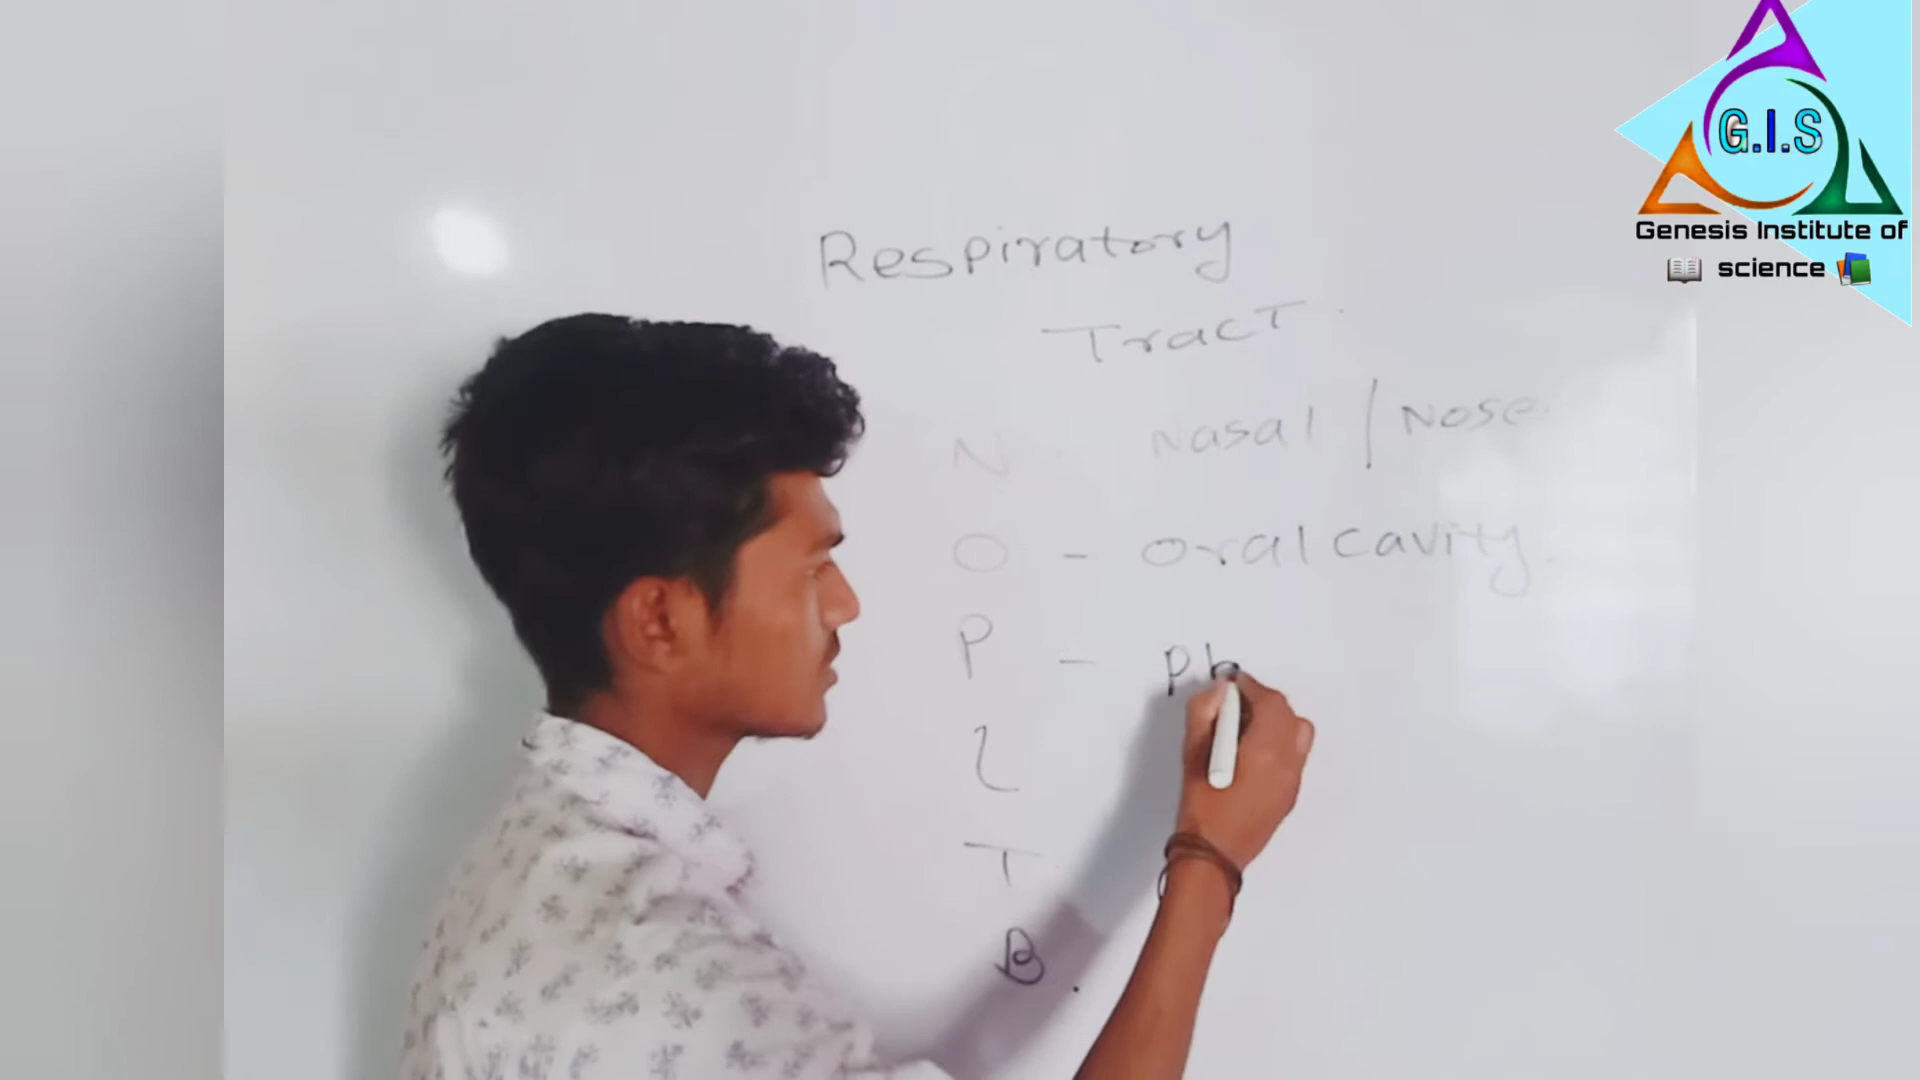 G.I.S
Genesis Institute of
science
Respiratory
Tract.
N - Nasal / Nose.
O - Oral cavity.
P - Ph
L
T
B.